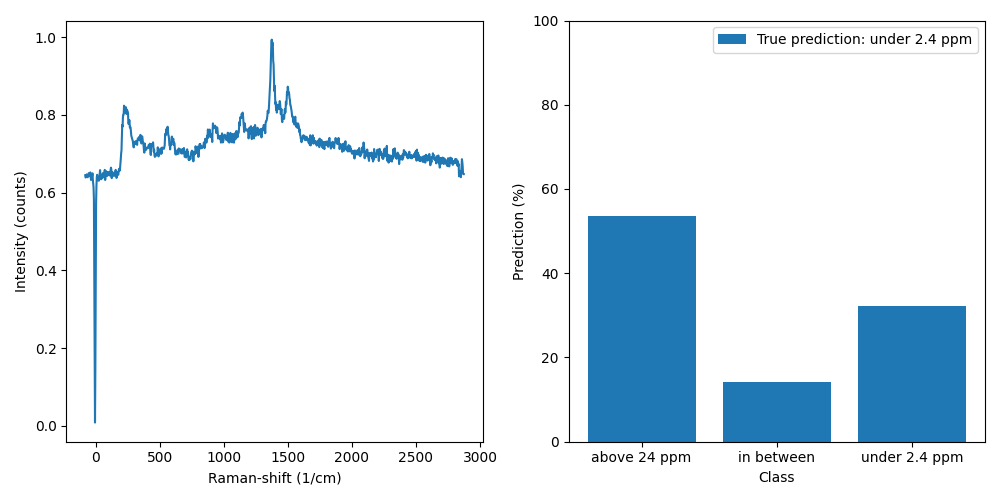 1.0
0.8
0.6
0.4
0.2
0.0
Intensity (counts)
0 500 1000 1500 2000 2500 3000
Raman-shift (1/cm)
100
80
60
40
20
0
Prediction (%)
True prediction: under 2.4 ppm
above 24 ppm in between under 2.4 ppm
Class